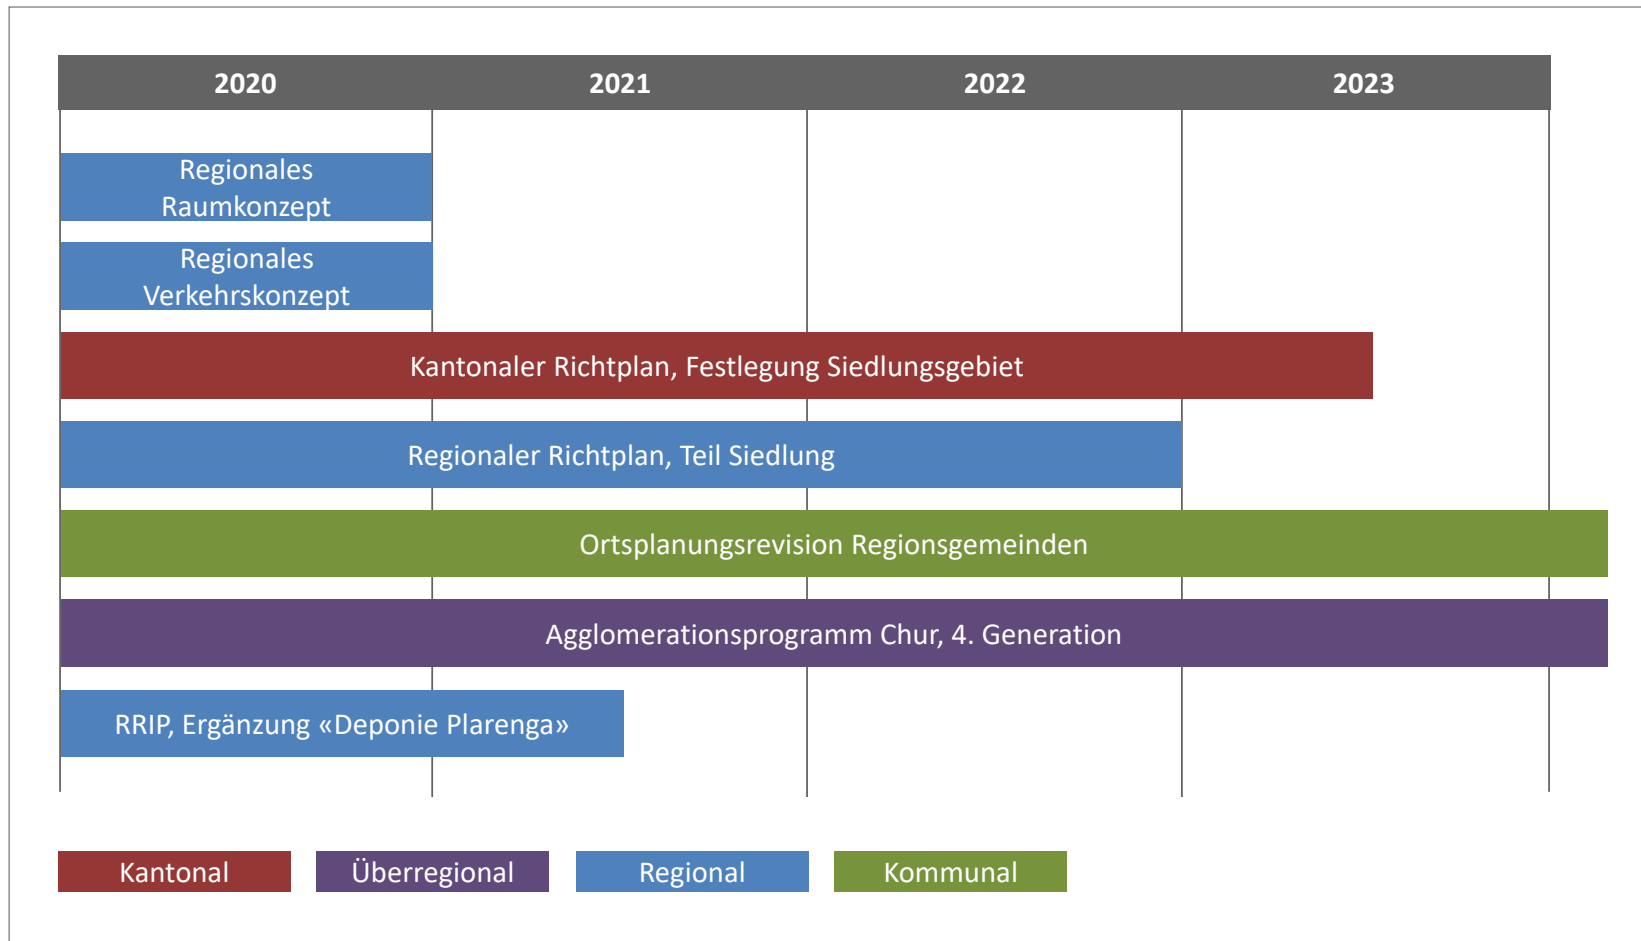 2020 2021 2022 2023
Regionales
Raumkonzept
Regionales
Verkehrskonzept
Kantonaler Richtplan, Festlegung Siedlungsgebiet
Regionaler Richtplan, Teil Siedlung
Ortsplanungsrevision Regionsgemeinden
Agglomerationsprogramm Chur, 4. Generation
RRIP, Ergänzung «Deponie Plarenga»
Kantonal Überregional Regional Kommunal